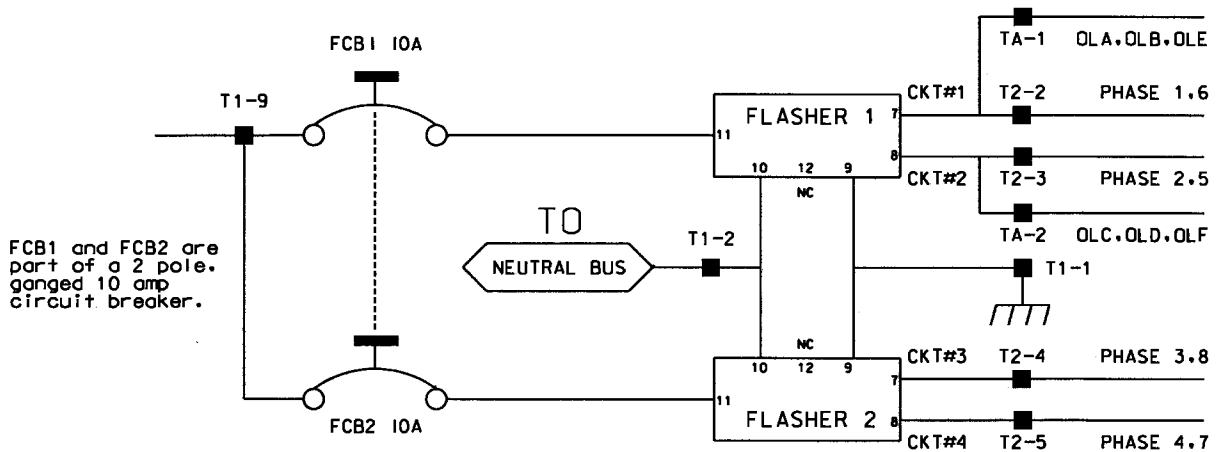 FCB1 10A
TA-1 OLA.OLB.OLE
T1-9
CKT#1 T2-2 PHASE 1.6
FLASHER 1
7
11
8
10 12 9
NC
CKT#2 T2-3 PHASE 2.5
TO
TA-2 OLC.OLD.OLF
T1-2
NEUTRAL BUS
T1-1
FCB1 and FCB2 are
part of a 2 pole.
ganged 10 amp
circuit breaker.
NC
10 12 9
CKT#3 T2-4 PHASE 3.8
7
11
FLASHER 2
8
FCB2 10A
CKT#4 T2-5 PHASE 4.7